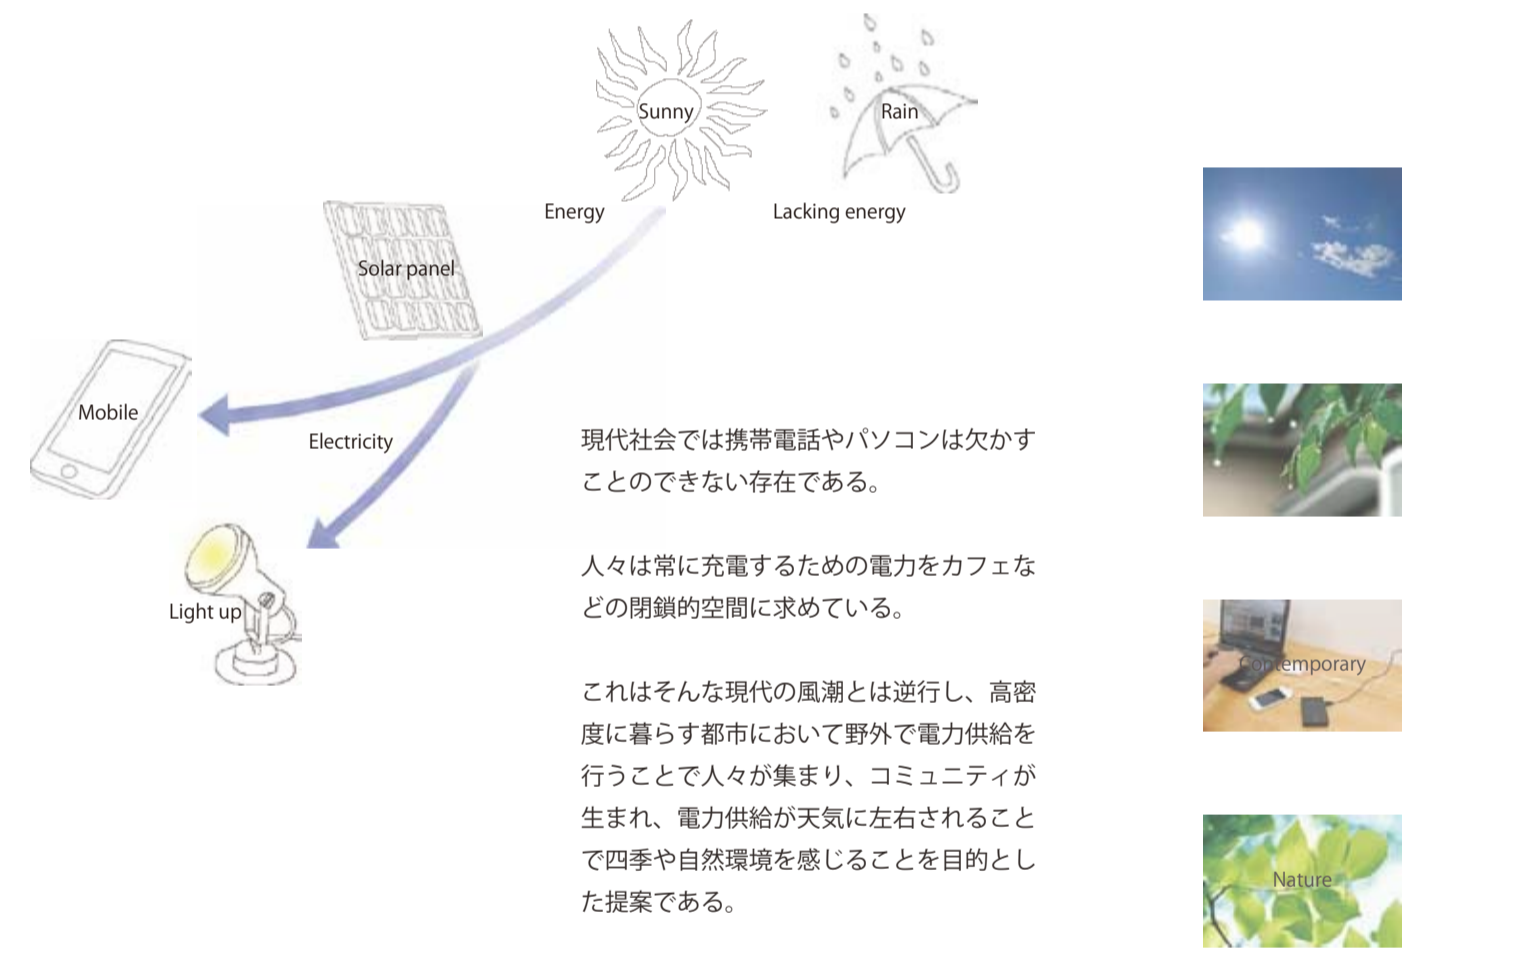 Sunny
Rain
Energy
Lacking energy
Solar panel
Mobile
Electricity
Light up
現代社会では携帯電話やパソコンは欠かす
ことのできない存在である。
人々は常に充電するための電力をカフェな
どの閉鎖的空間に求めている。
これはそんな現代の風潮とは逆行し、高密
度に暮らす都市において野外で電力供給を
行うことで人々が集まり、コミュニティが
生まれ、電力供給が天気に左右されること
で四季や自然環境を感じることを目的とし
た提案である。
Contemporary
Nature